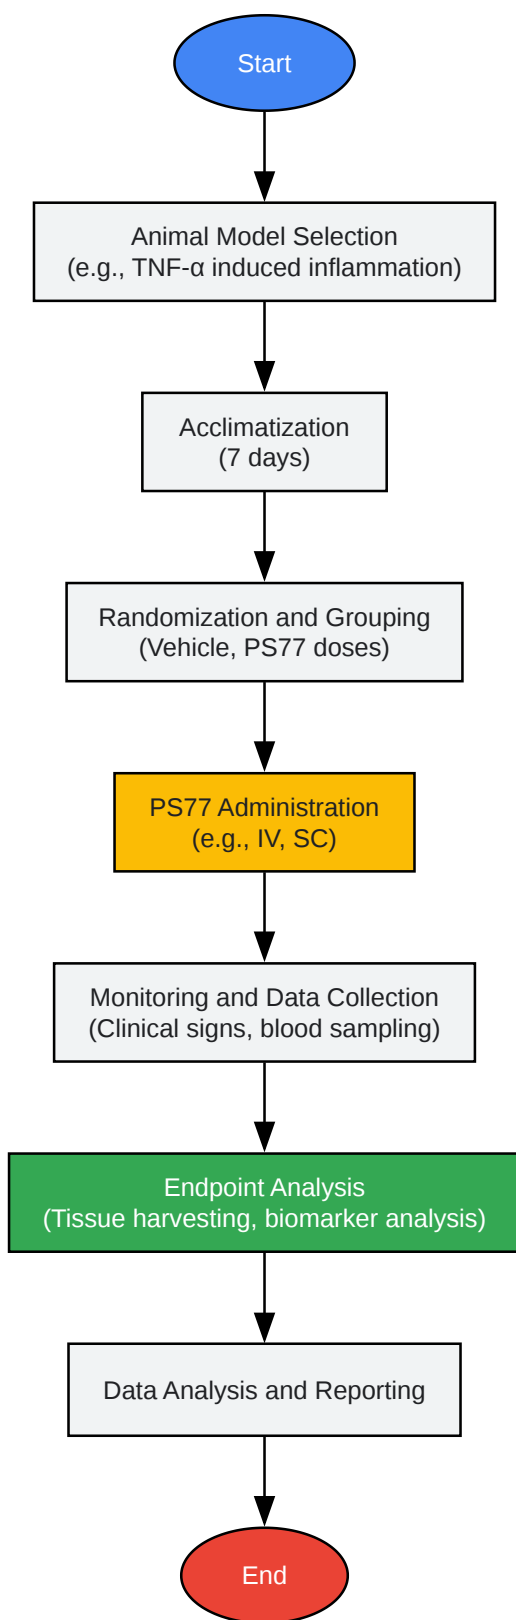 Start
Animal Model Selection
(e.g., TNF-α induced inflammation)
Acclimatization
(7 days)
Randomization and Grouping
(Vehicle, PS77 doses)
PS77 Administration
(e.g., IV, SC)
Monitoring and Data Collection
(Clinical signs, blood sampling)
Endpoint Analysis
(Tissue harvesting, biomarker analysis)
Data Analysis and Reporting
End